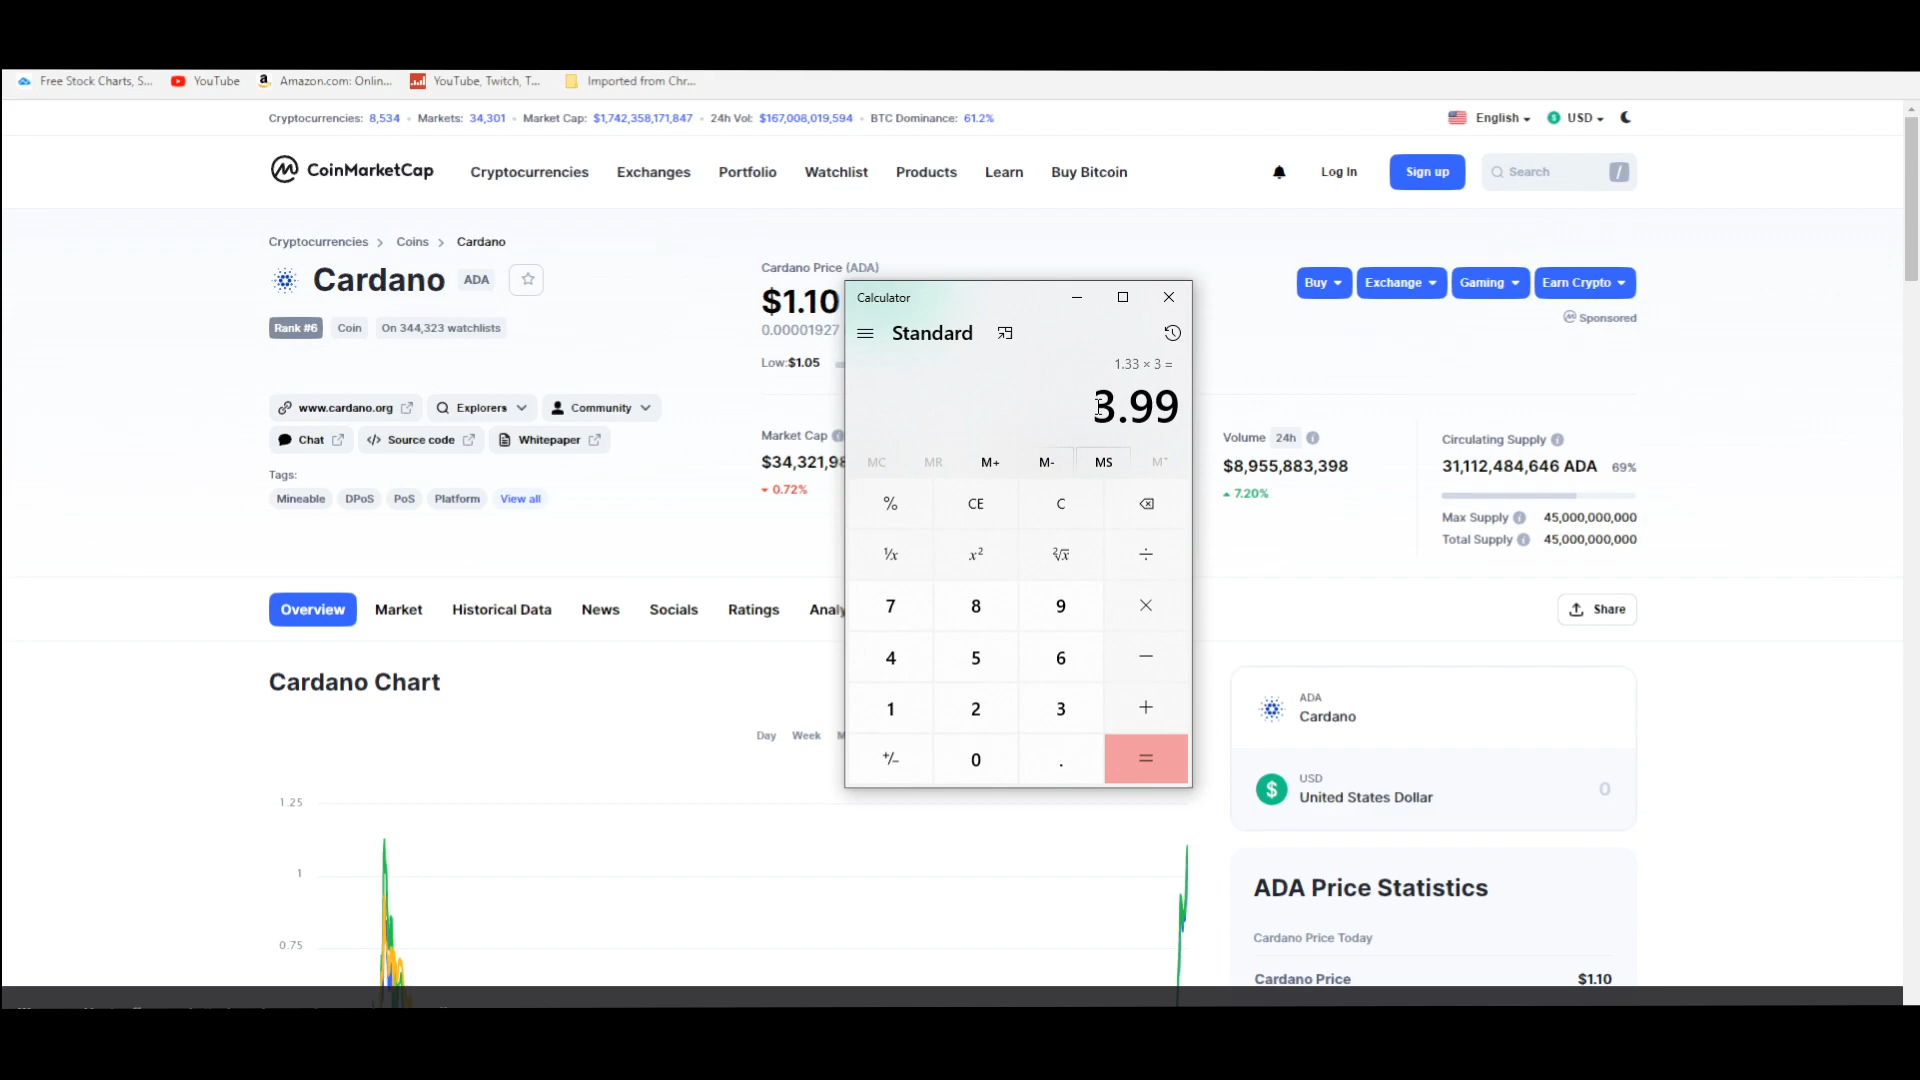 Free Stock Charts, S...
YouTube
Amazon.com: Onlin...
YouTube, Twitch, T...
Imported from Chr...
Cryptocurrencies: 8,534 • Markets: 34,301 • Market Cap: $1,742,358,171,847 • 24h Vol: $167,008,019,594 • BTC Dominance: 61.2%
English
USD
CoinMarketCap
Cryptocurrencies
Exchanges
Portfolio
Watchlist
Products
Learn
Buy Bitcoin
Log In
Sign up
Search
/
Cryptocurrencies > Coins > Cardano
Cardano
ADA
Rank #6
Coin
On 344,323 watchlists
www.cardano.org
Explorers
Community
Chat
Source code
Whitepaper
Tags:
Mineable
DPoS
PoS
Platform
View all
Cardano Price (ADA)
$1.10
0.00001927
Low:$1.05
Market Cap
$34,321,98
0.72%
Buy
Exchange
Gaming
Earn Crypto
Sponsored
Volume 24h
$8,955,883,398
7.20%
Circulating Supply
31,112,484,646 ADA 69%
Max Supply 45,000,000,000
Total Supply 45,000,000,000
Calculator
Standard
1.33 × 3 =
3.99
MC MR M+ M- MS M
% CE C
1/x x² ²√x ÷
7 8 9 ×
4 5 6 −
1 2 3 +
+/− 0 . =
Overview
Market
Historical Data
News
Socials
Ratings
Analy
Share
Cardano Chart
Day
Week
M
1.25
1
0.75
ADA
Cardano
USD
United States Dollar
0
ADA Price Statistics
Cardano Price Today
Cardano Price $1.10